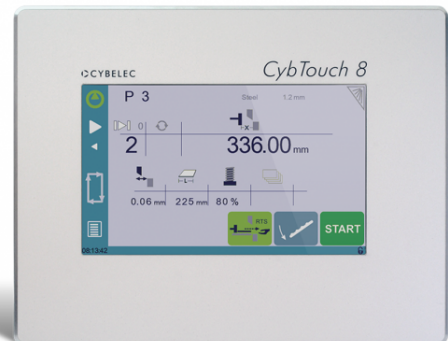 CYBELEC CybTouch 8
P 3 Steel 1.2 mm
0 X
2 336.00 mm
L
0.06 mm 225 mm 80 %
RTS
START
08:13:42